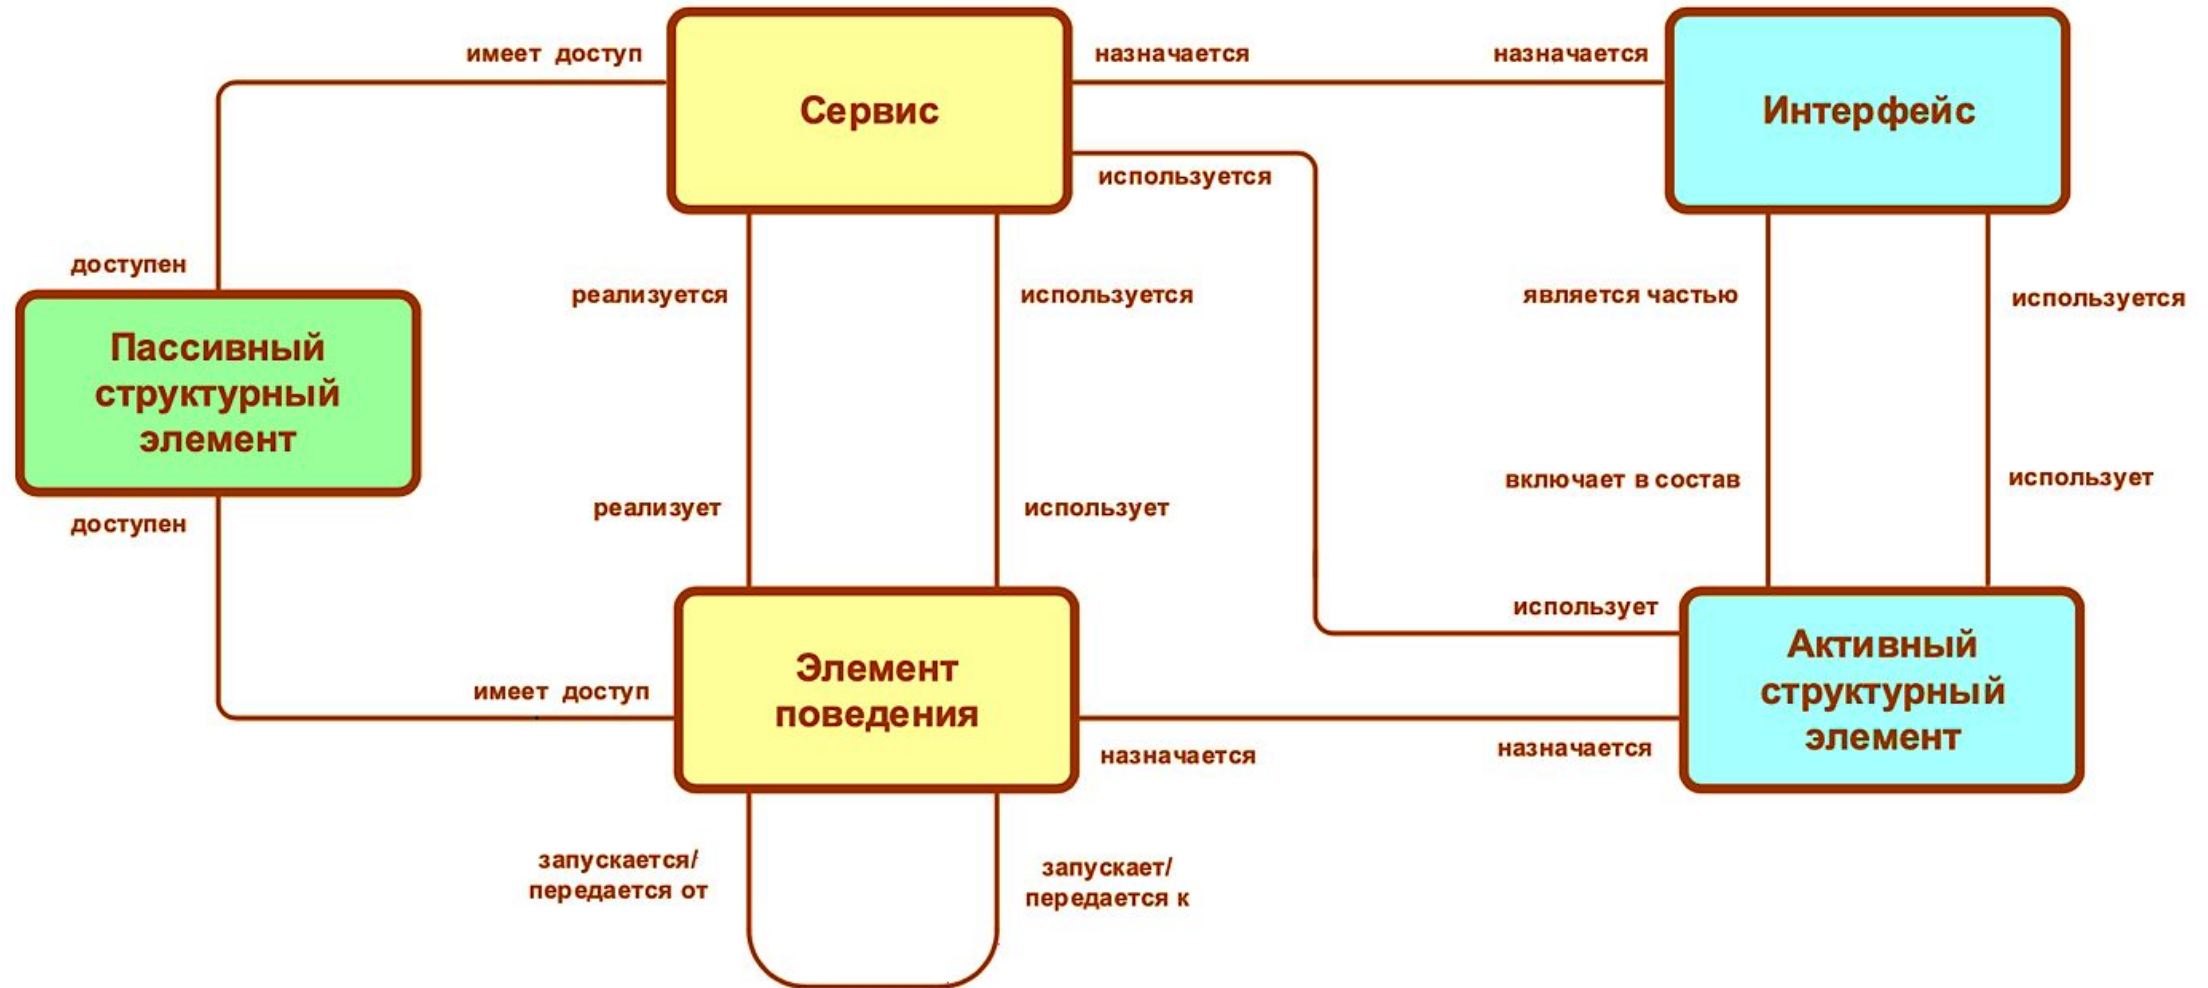 имеет доступ
назначается
назначается
Сервис
Интерфейс
используется
доступен
реализуется
используется
является частью
используется
Пассивный
структурный
элемент
включает в состав
использует
реализует
использует
доступен
использует
имеет доступ
Элемент
поведения
Активный
структурный
элемент
назначается
назначается
запускается/
передается от
запускает/
передается к